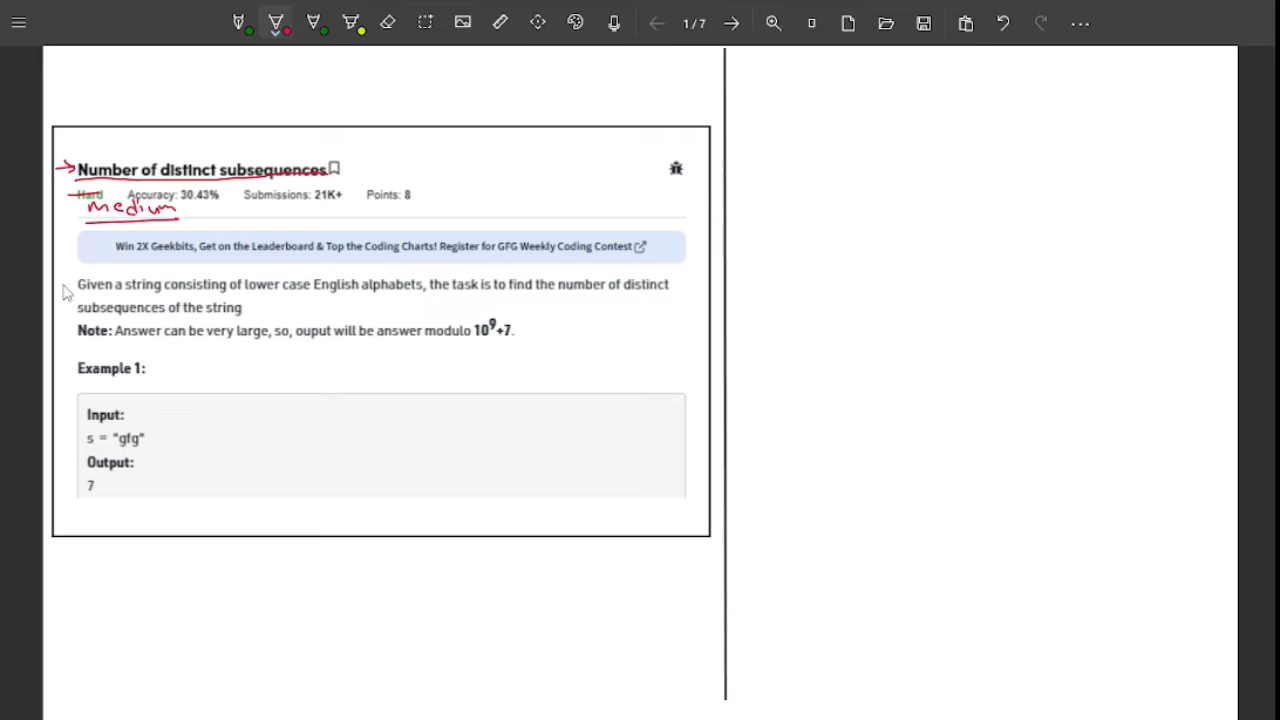 1/7
Number of distinct subsequences
Hard Accuracy: 30.43% Submissions: 21K+ Points: 8
medium
Win 2X Geekbits, Get on the Leaderboard & Top the Coding Charts! Register for GFG Weekly Coding Contest
Given a string consisting of lower case English alphabets, the task is to find the number of distinct
subsequences of the string
Note: Answer can be very large, so, ouput will be answer modulo 10⁹+7.
Example 1:
Input:
s = "gfg"
Output:
7